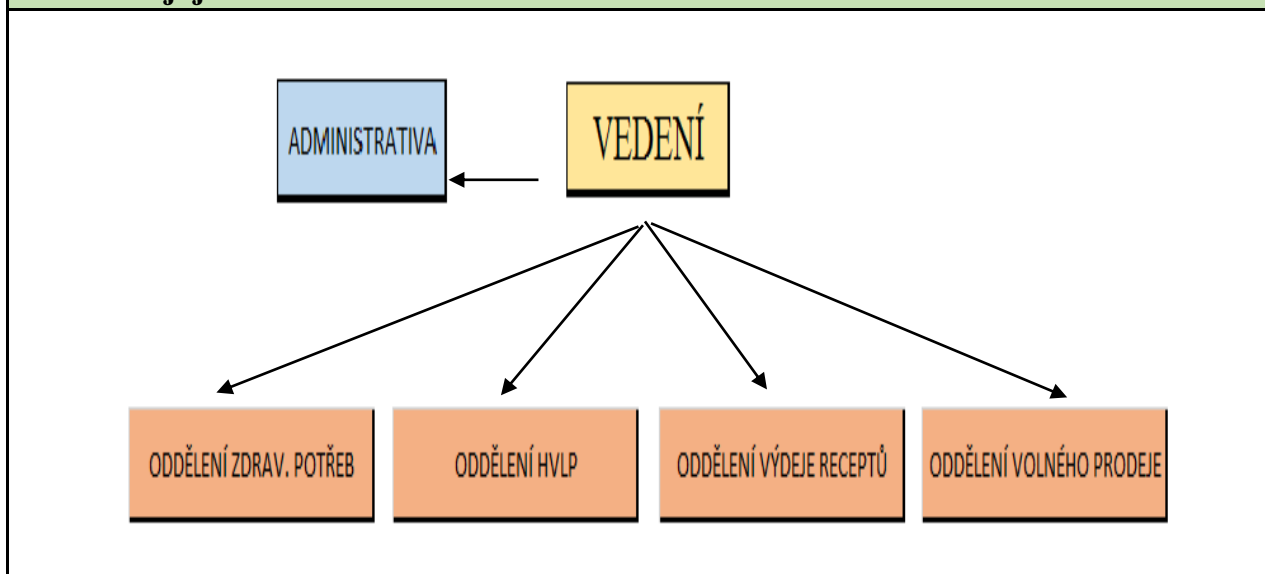 ADMINISTRATIVA
VEDENÍ
ODDĚLENÍ ZDRAV. POTŘEB
ODDĚLENÍ HVLP
ODDĚLENÍ VÝDEJE RECEPTŮ
ODDĚLENÍ VOLNÉHO PRODEJE